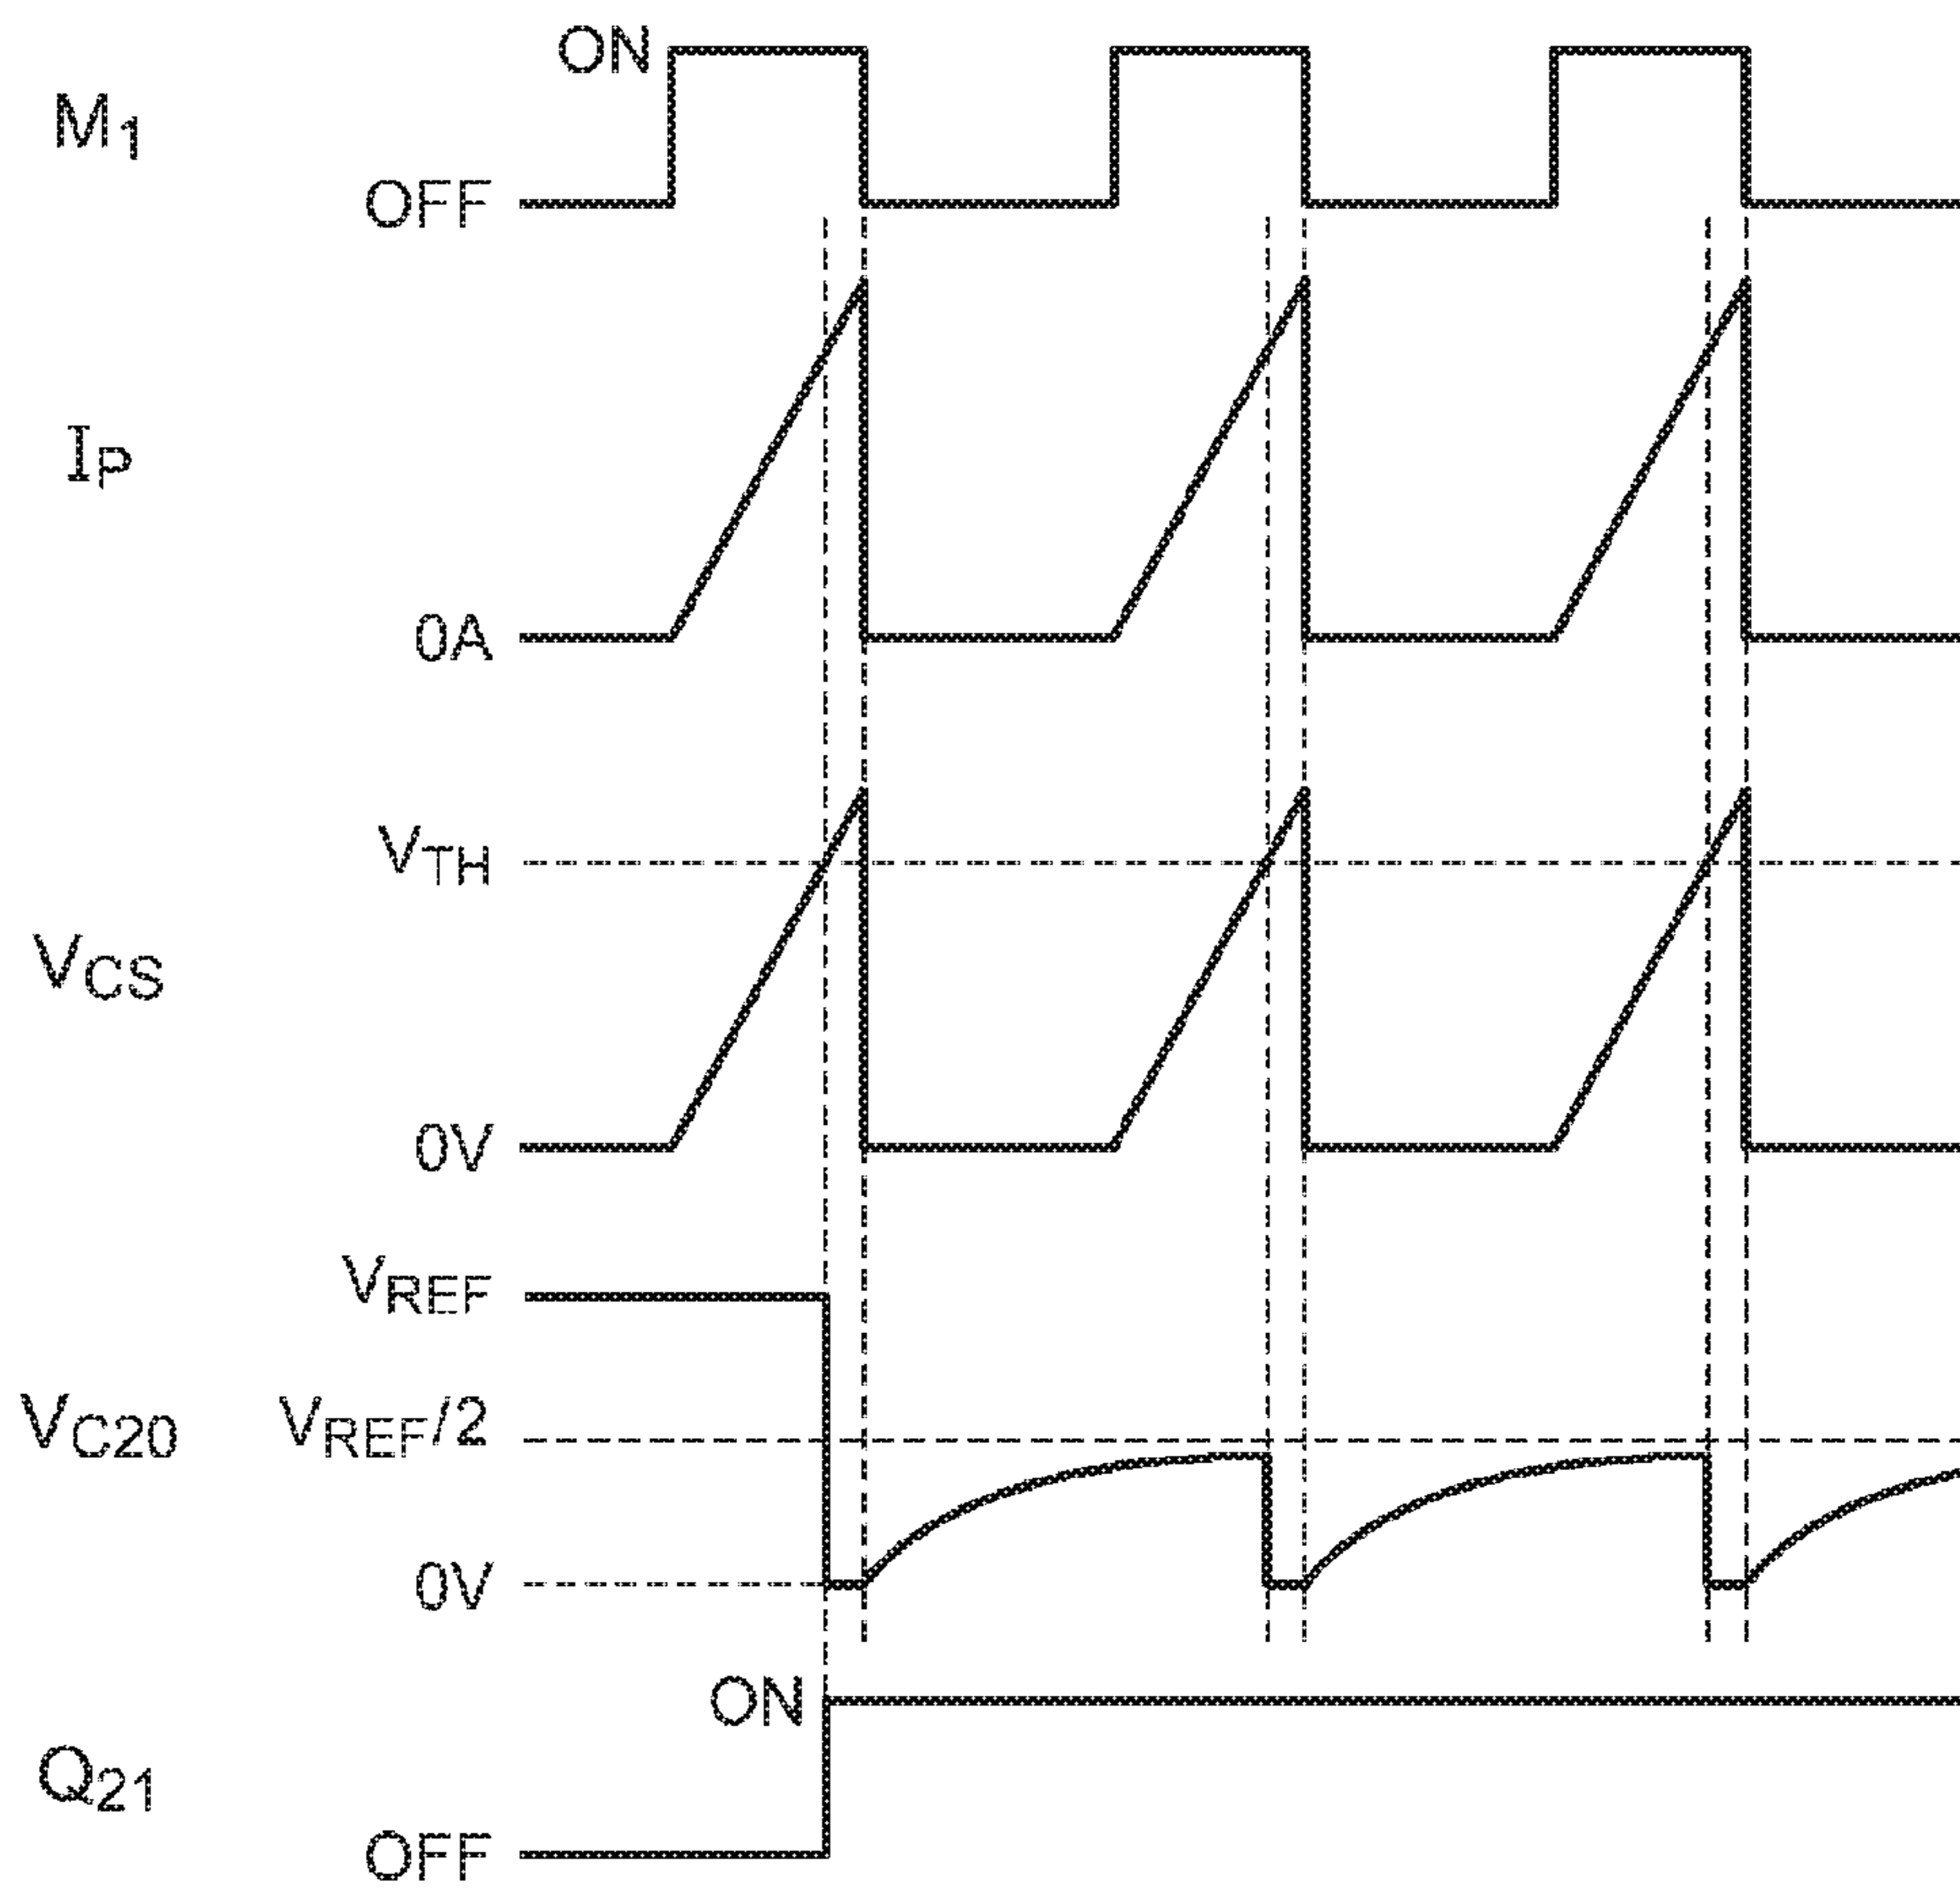 ON
M1
OFF
IP
0A
VTH
VCS
0V
VREF
VC20 VREF/2
0V
ON
Q21
OFF